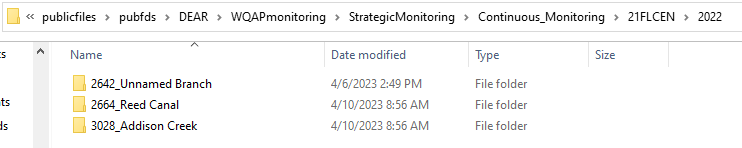 « publicfiles > pubfds > DEAR > WQAPmonitoring > StrategicMonitoring > Continuous_Monitoring > 21FLCEN > 2022
Name Date modified Type Size
2642_Unnamed Branch 4/6/2023 2:49 PM File folder
2664_Reed Canal 4/10/2023 8:56 AM File folder
3028_Addison Creek 4/10/2023 8:56 AM File folder